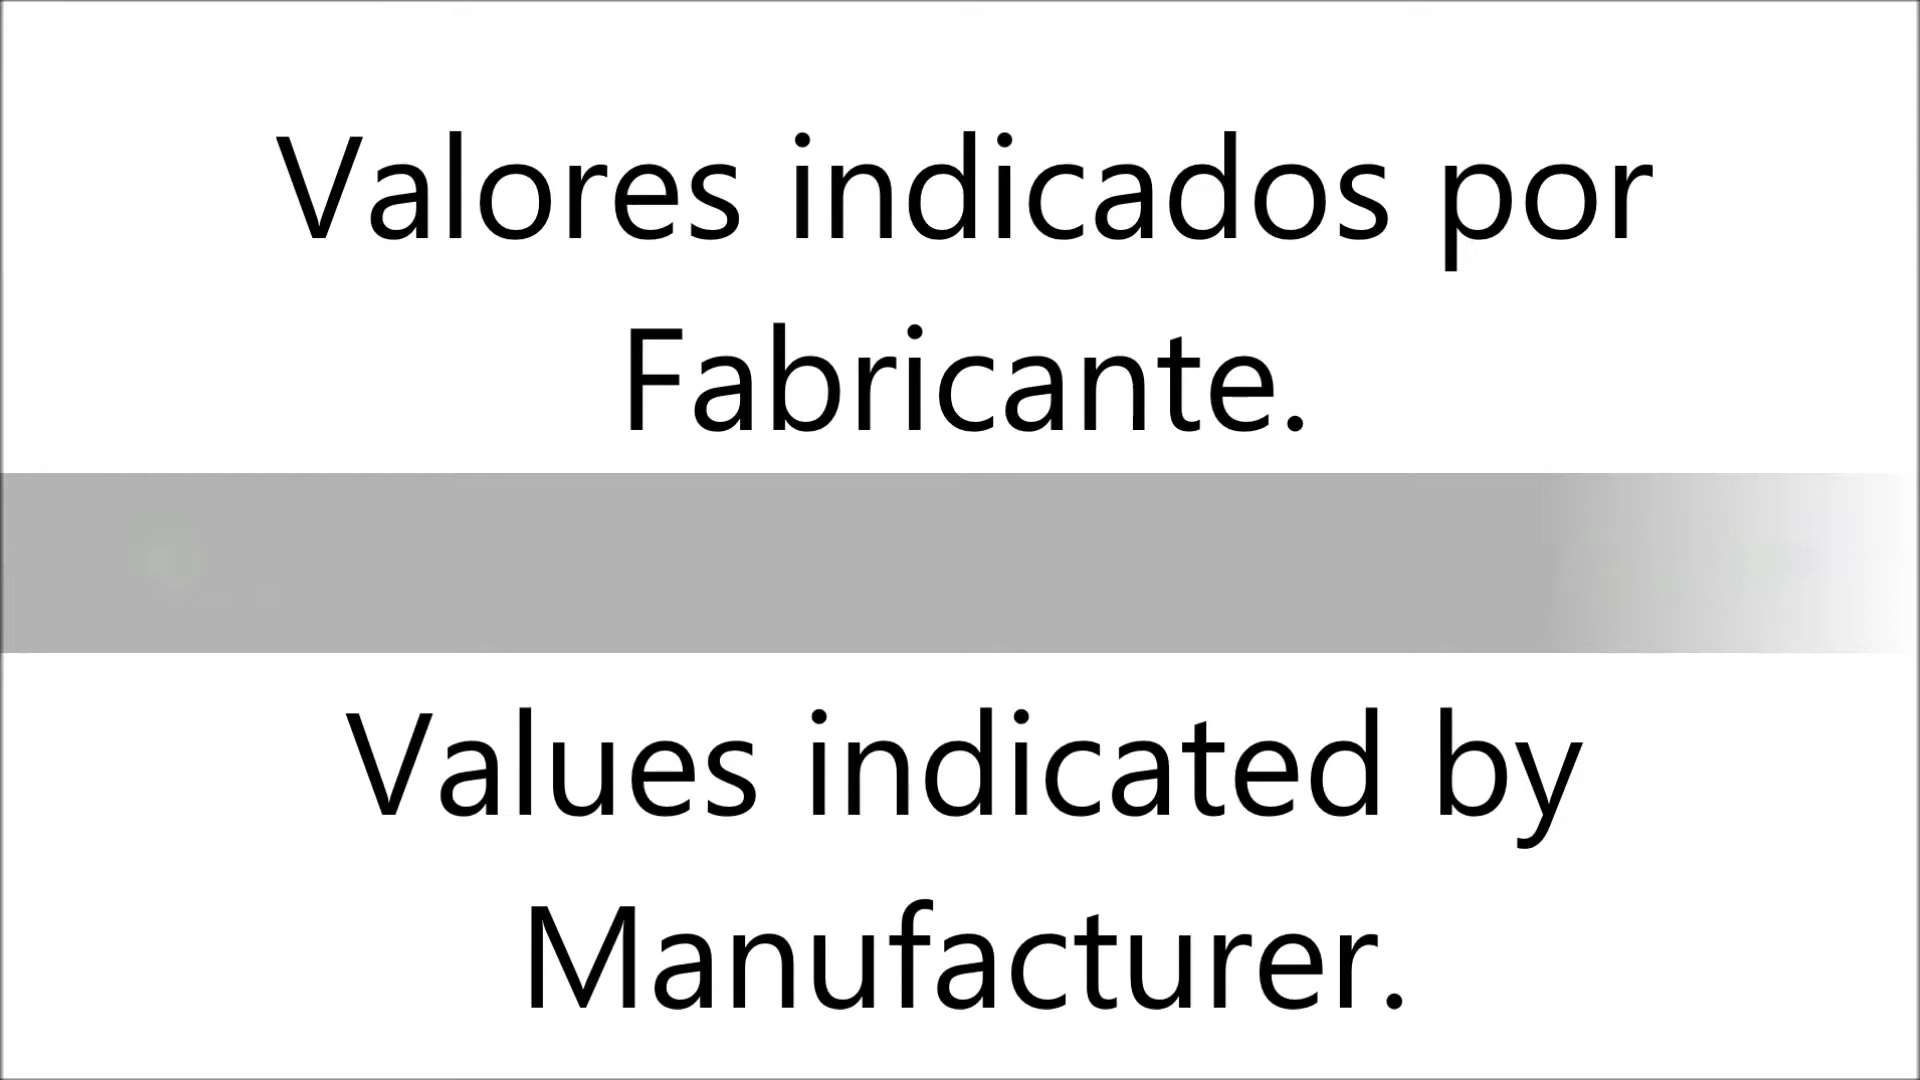 Valores indicados por
Fabricante.
Values indicated by
Manufacturer.